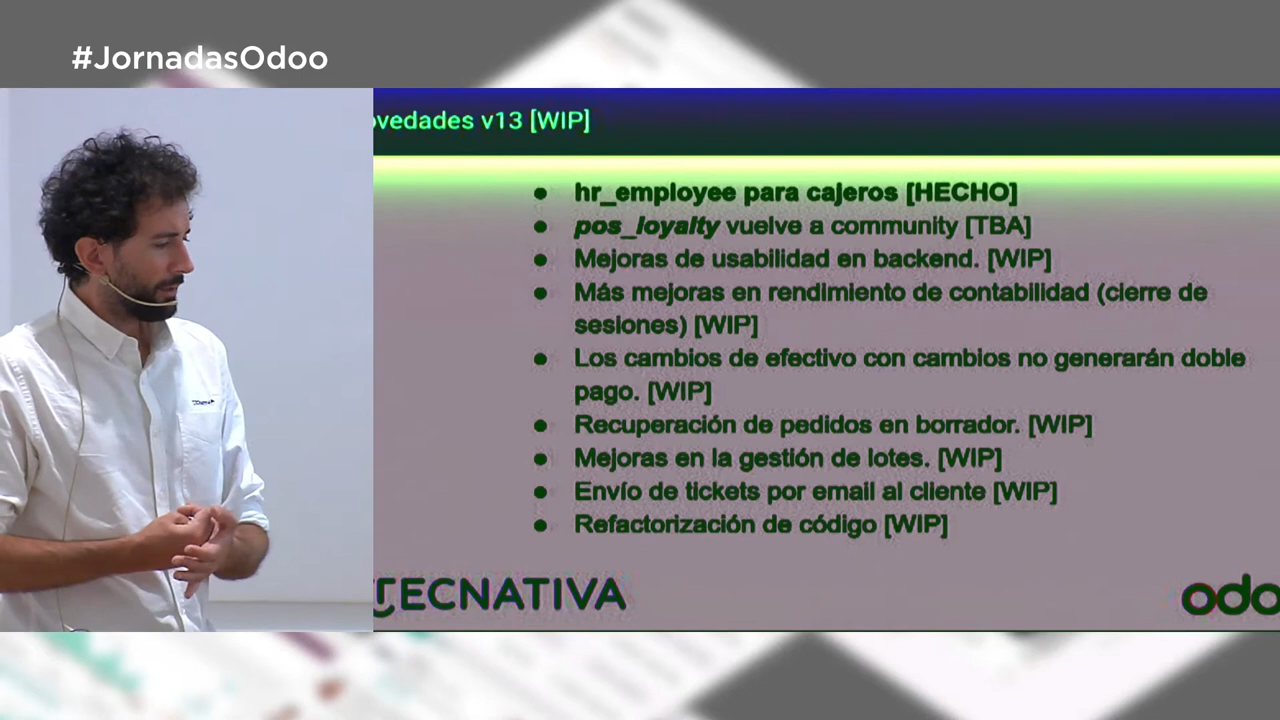 #JornadasOdoo
ovedades v13 [WIP]
● hr_employee para cajeros [HECHO]
● pos_loyalty vuelve a community [TBA]
● Mejoras de usabilidad en backend. [WIP]
● Más mejoras en rendimiento de contabilidad (cierre de
sesiones) [WIP]
● Los cambios de efectivo con cambios no generarán doble
pago. [WIP]
● Recuperación de pedidos en borrador. [WIP]
● Mejoras en la gestión de lotes. [WIP]
● Envío de tickets por email al cliente [WIP]
● Refactorización de código [WIP]
TECNATIVA
odo